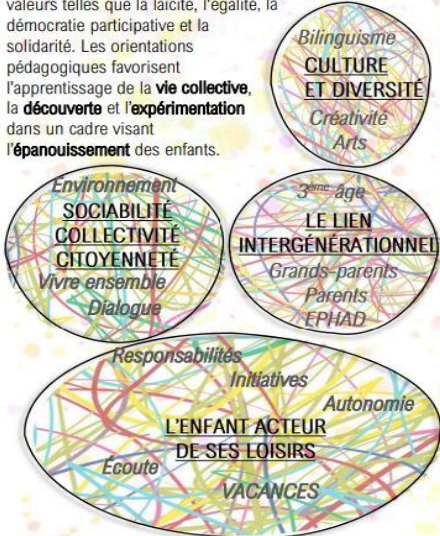 valeurs telles que la laïcité, l'égalité, la
démocratie participative et la
solidarité. Les orientations
pédagogiques favorisent
l'apprentissage de la vie collective,
la découverte et l'expérimentation
dans un cadre visant
l'épanouissement des enfants.
Bilinguisme
CULTURE
ET DIVERSITÉ
Créativité
Arts
Environnement
SOCIABILITÉ
COLLECTIVITÉ
CITOYENNETÉ
Vivre ensemble
Dialogue
3ème âge
LE LIEN
INTERGÉNÉRATIONNEL
Grands-parents
Parents
EPHAD
Responsabilités
Initiatives
Autonomie
L'ENFANT ACTEUR
DE SES LOISIRS
Écoute
VACANCES